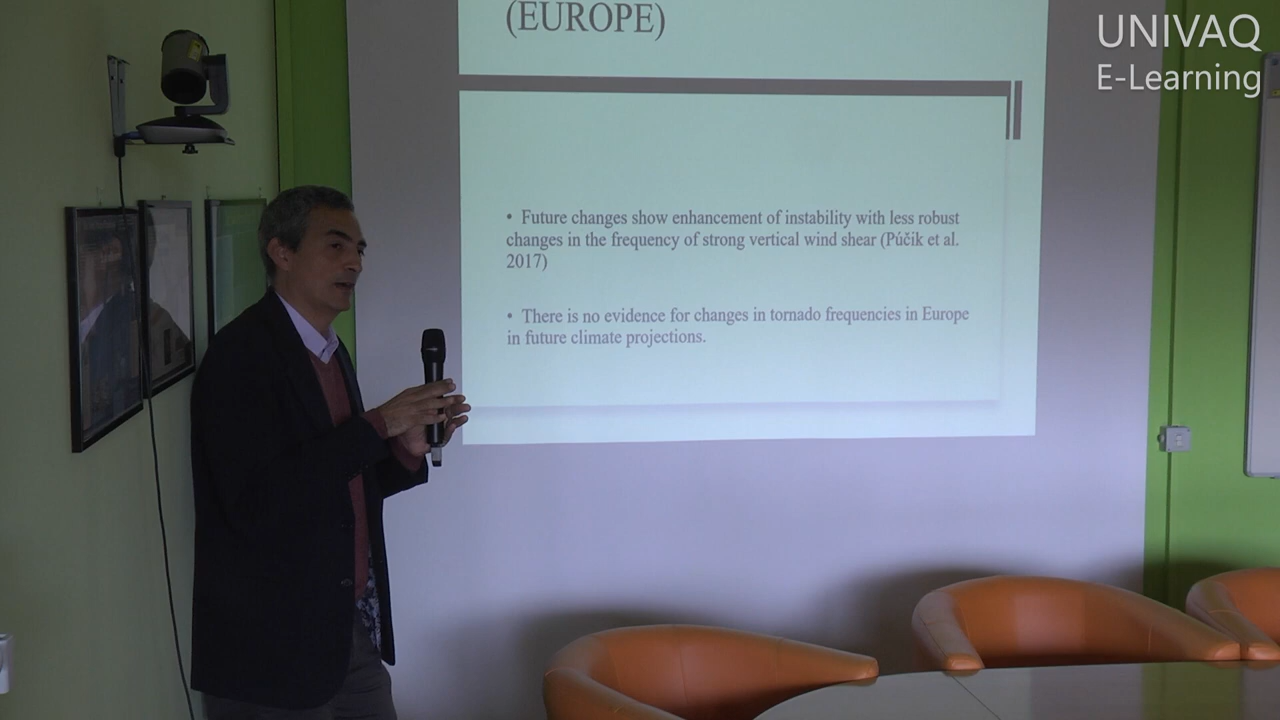 (EUROPE)
UNIVAQ
E-Learning
• Future changes show enhancement of instability with less robust
changes in the frequency of strong vertical wind shear (Púčik et al.
2017)
• There is no evidence for changes in tornado frequencies in Europe
in future climate projections.